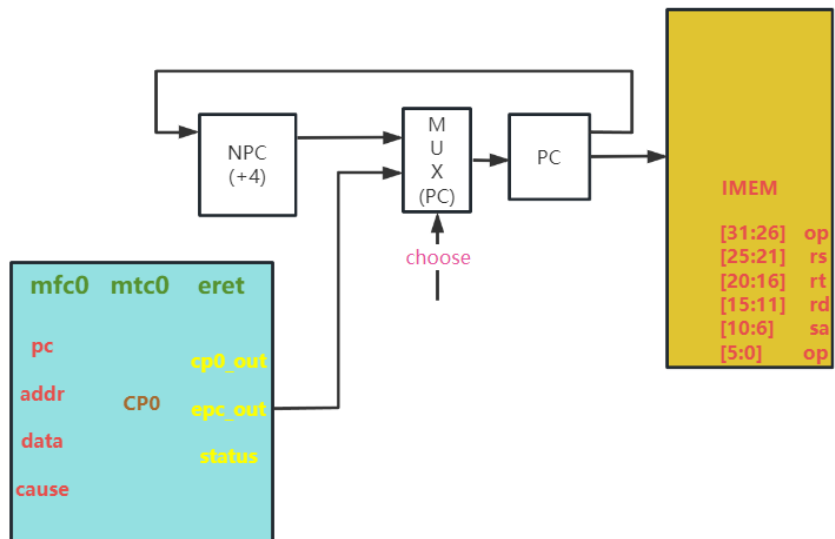 NPC
(+4)
M
U
X
(PC)
PC
choose
IMEM
[31:26] op
[25:21] rs
[20:16] rt
[15:11] rd
[10:6] sa
[5:0] op
mfc0 mtc0 eret
pc
cp0_out
addr
CP0
epc_out
data
status
cause